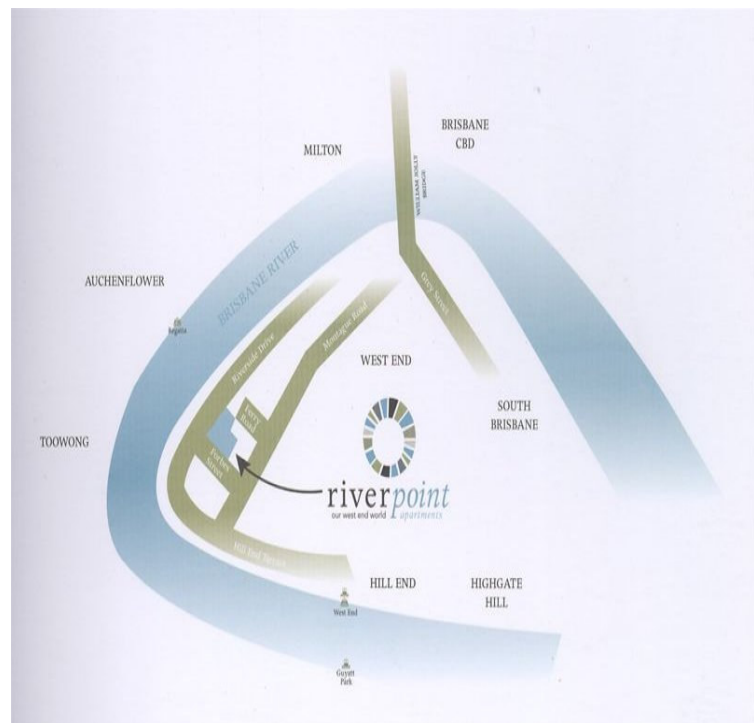 BRISBANE
CBD
MILTON
WILLIAM JOLLY
BRIDGE
BRISBANE RIVER
AUCHENFLOWER
Regatta
Grey Street
Montague Road
Riverside Drive
WEST END
Ferry
Road
SOUTH
BRISBANE
TOOWONG
Forbes
Street
riverpoint
our west end world apartments
Hill End Terrace
HILL END
HIGHGATE
HILL
West End
Guyatt
Park